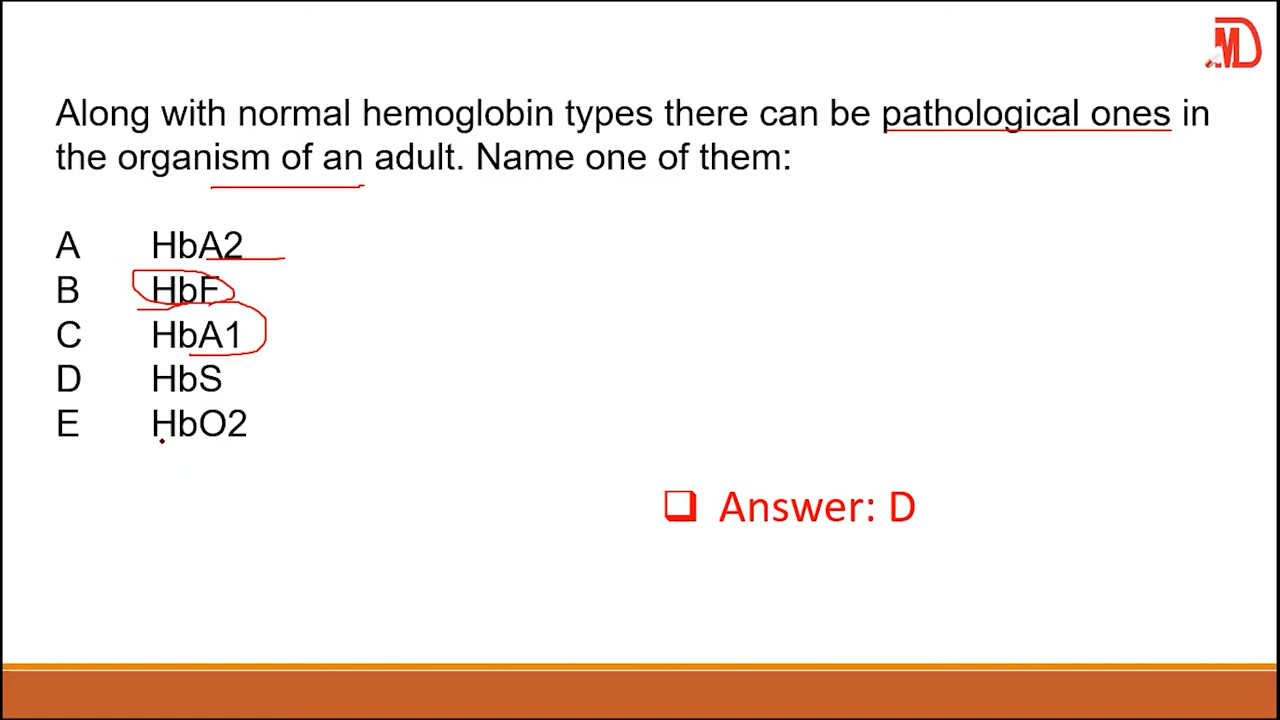 MD
Along with normal hemoglobin types there can be pathological ones in
the organism of an adult. Name one of them:
A HbA2
B HbF
C HbA1
D HbS
E HbO2
Answer: D